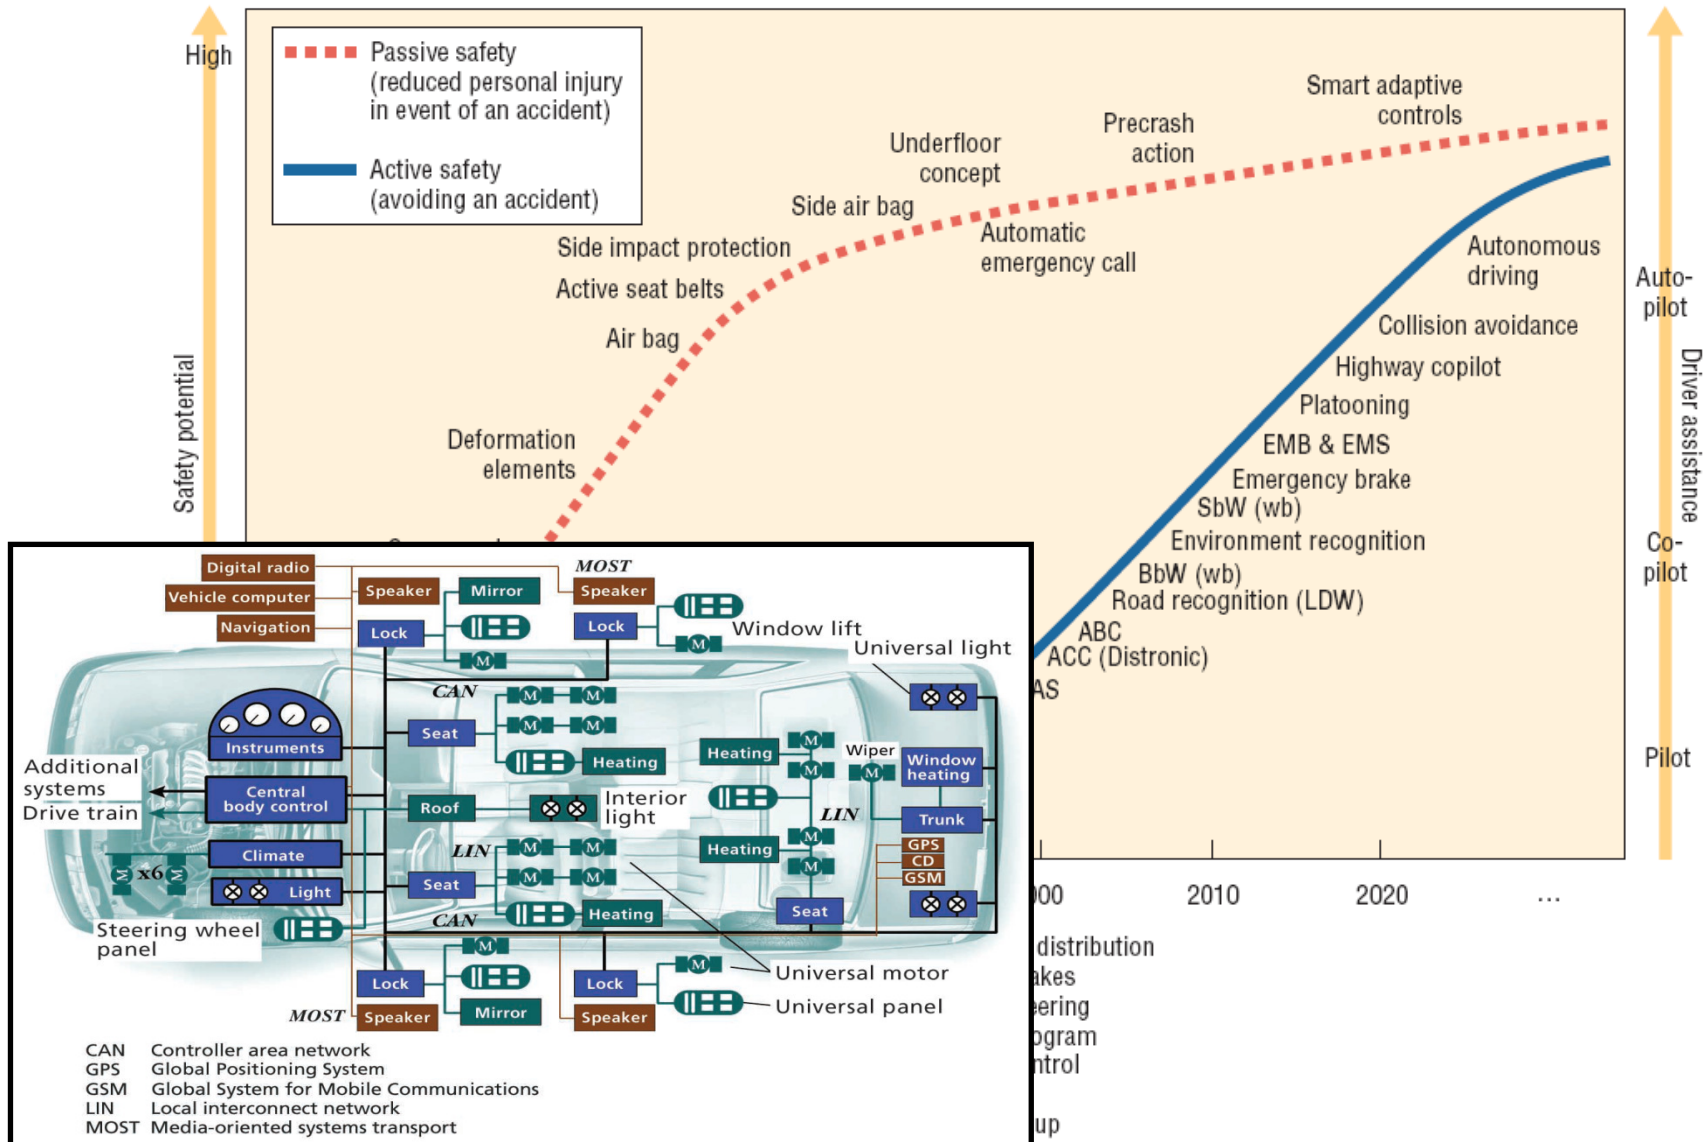 High
Passive safety
(reduced personal injury
in event of an accident)
Active safety
(avoiding an accident)
Smart adaptive
controls
Precrash
action
Underfloor
concept
Side air bag
Automatic
emergency call
Side impact protection
Active seat belts
Air bag
Deformation
elements
Safety potential
Autonomous
driving
Collision avoidance
Highway copilot
Platooning
EMB & EMS
Emergency brake
SbW (wb)
Environment recognition
BbW (wb)
Road recognition (LDW)
ABC
ACC (Distronic)
AS
Auto-
pilot
Driver assistance
Co-
pilot
Pilot
00
2010
2020
...
distribution
akes
eering
ogram
ntrol
up
Digital radio
Vehicle computer
Navigation
Speaker
Mirror
Lock
M
MOST
Speaker
Lock
M
Window lift
Universal light
CAN
Instruments
Seat
M M
M M
Heating
Heating
M
M
Wiper
M
Window
heating
Additional
systems
Drive train
Central
body control
Roof
Interior
light
LIN
Trunk
Climate
LIN
M M
Heating
M
M
GPS
CD
GSM
M x6 M
Light
Seat
M M
CAN
Heating
Seat
Steering wheel
panel
Lock
M
Mirror
MOST
Speaker
Lock
M
Speaker
Universal motor
Universal panel
CAN Controller area network
GPS Global Positioning System
GSM Global System for Mobile Communications
LIN Local interconnect network
MOST Media-oriented systems transport